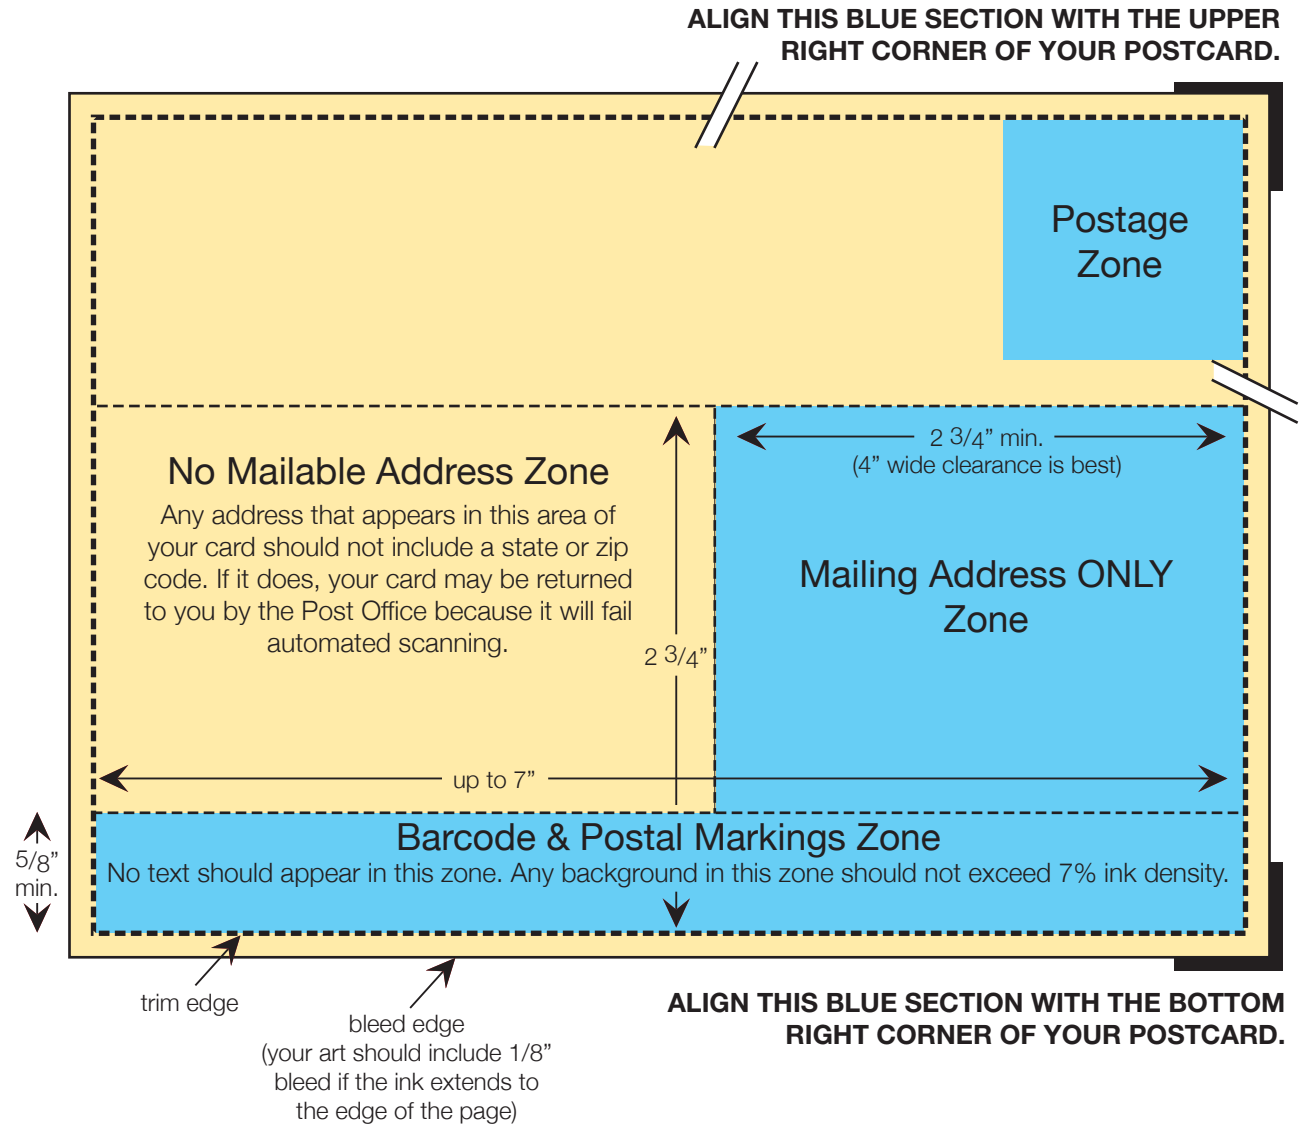 ALIGN THIS BLUE SECTION WITH THE UPPER
RIGHT CORNER OF YOUR POSTCARD.
Postage
Zone
2 3/4” min.
(4” wide clearance is best)
No Mailable Address Zone
Any address that appears in this area of
your card should not include a state or zip
code. If it does, your card may be returned
to you by the Post Office because it will fail
automated scanning.
Mailing Address ONLY
Zone
2 3/4”
up to 7”
5/8”
min.
Barcode & Postal Markings Zone
No text should appear in this zone. Any background in this zone should not exceed 7% ink density.
trim edge
bleed edge
(your art should include 1/8”
bleed if the ink extends to
the edge of the page)
ALIGN THIS BLUE SECTION WITH THE BOTTOM
RIGHT CORNER OF YOUR POSTCARD.